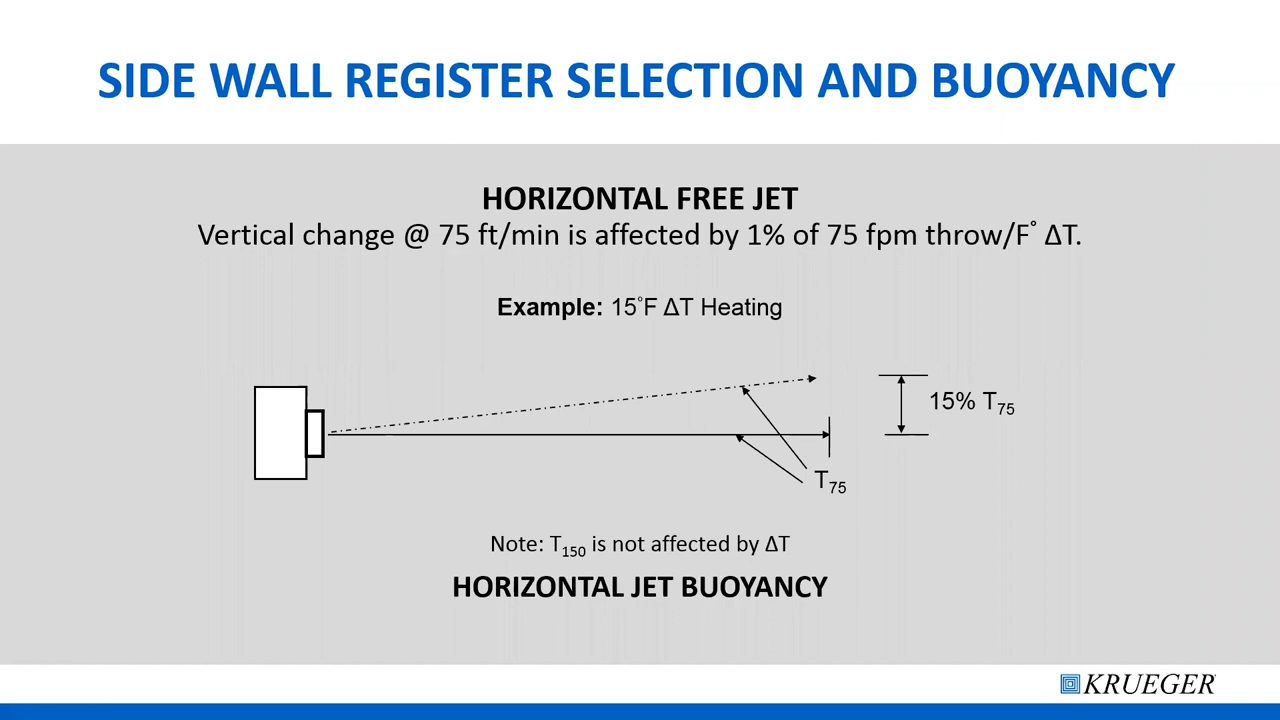 SIDE WALL REGISTER SELECTION AND BUOYANCY
HORIZONTAL FREE JET
Vertical change @ 75 ft/min is affected by 1% of 75 fpm throw/F° ΔT.
Example: 15°F ΔT Heating
15% T75
T75
Note: T150 is not affected by ΔT
HORIZONTAL JET BUOYANCY
KRUEGER